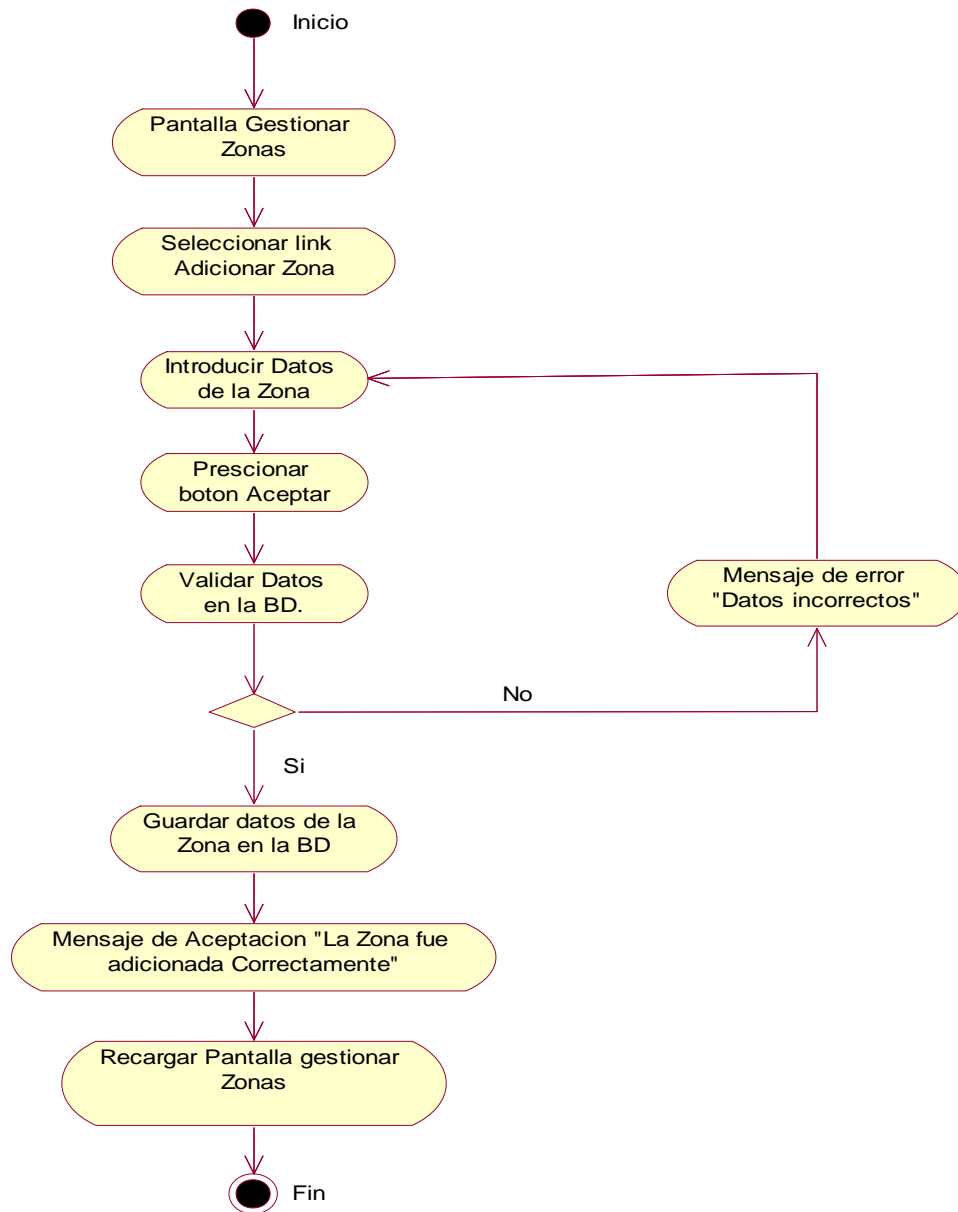 Inicio
Pantalla Gestionar
Zonas
Seleccionar link
Adicionar Zona
Introducir Datos
de la Zona
Prescionar
boton Aceptar
Validar Datos
en la BD.
Mensaje de error
"Datos incorrectos"
No
Si
Guardar datos de la
Zona en la BD
Mensaje de Aceptacion "La Zona fue
adicionada Correctamente"
Recargar Pantalla gestionar
Zonas
Fin